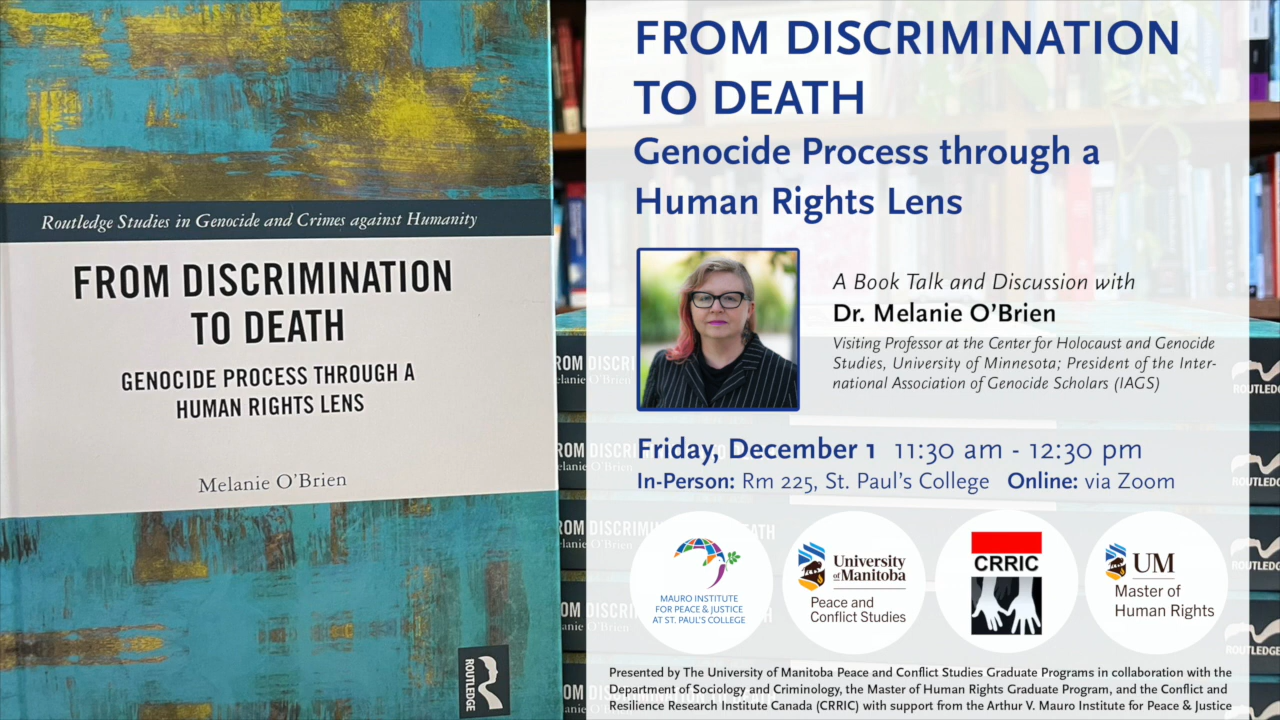 Routledge Studies in Genocide and Crimes against Humanity
FROM DISCRIMINATION
TO DEATH
GENOCIDE PROCESS THROUGH A
HUMAN RIGHTS LENS
Melanie O'Brien
ROUTLEDGE
FROM DISCRIMINATION
TO DEATH
Genocide Process through a
Human Rights Lens
A Book Talk and Discussion with
Dr. Melanie O'Brien
Visiting Professor at the Center for Holocaust and Genocide
Studies, University of Minnesota; President of the Inter-
national Association of Genocide Scholars (IAGS)
Friday, December 1 11:30 am - 12:30 pm
In-Person: Rm 225, St. Paul's College Online: via Zoom
MAURO INSTITUTE
FOR PEACE & JUSTICE
AT ST. PAUL'S COLLEGE
University
of Manitoba
Peace and
Conflict Studies
CRRIC
UM
Master of
Human Rights
Presented by The University of Manitoba Peace and Conflict Studies Graduate Programs in collaboration with the
Department of Sociology and Criminology, the Master of Human Rights Graduate Program, and the Conflict and
Resilience Research Institute Canada (CRRIC) with support from the Arthur V. Mauro Institute for Peace & Justice